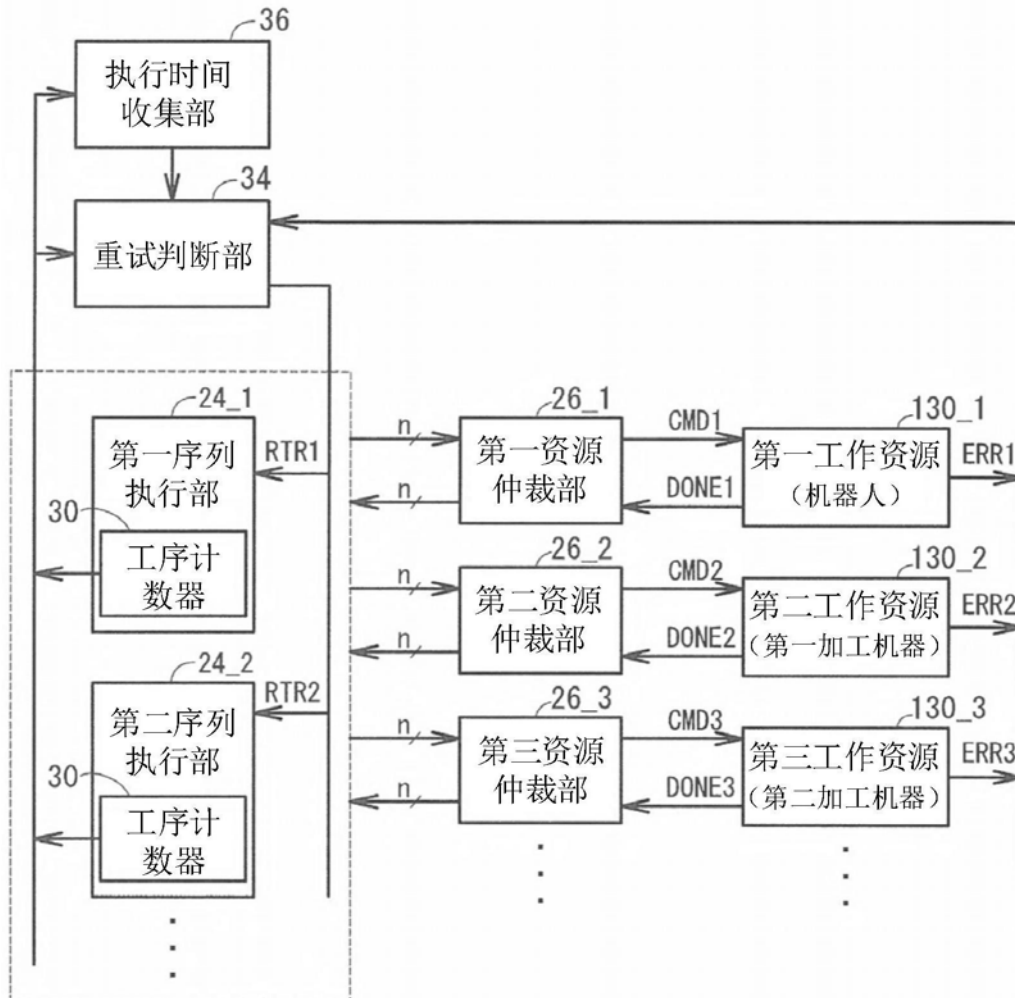 36
执行时间
收集部
34
重试判断部
24_1
第一序列
执行部
RTR1
30
工序计
数器
24_2
第二序列
执行部
RTR2
30
工序计
数器
n
n
26_1
第一资源
仲裁部
CMD1
DONE1
130_1
第一工作资源
（机器人）
ERR1
n
n
26_2
第二资源
仲裁部
CMD2
DONE2
130_2
第二工作资源
（第一加工机器）
ERR2
n
n
26_3
第三资源
仲裁部
CMD3
DONE3
130_3
第三工作资源
（第二加工机器）
ERR3